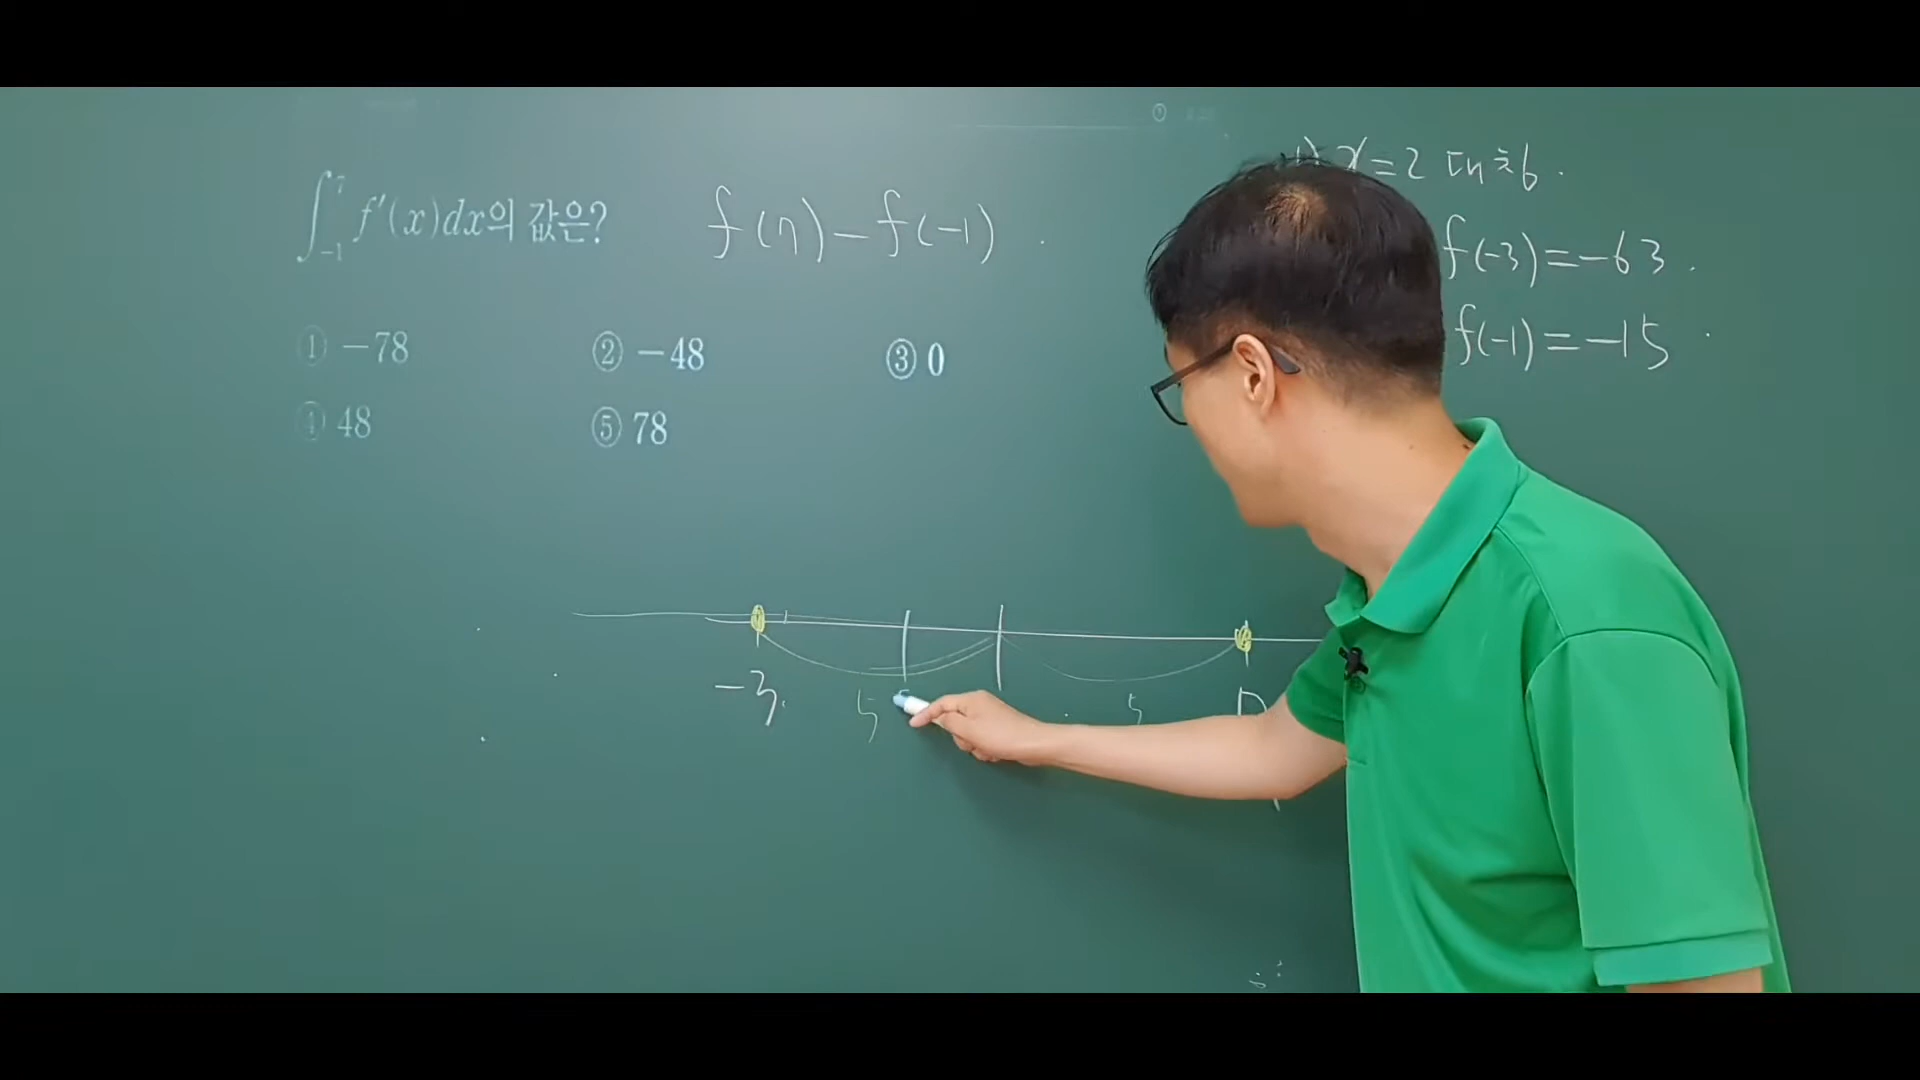 1) x=2 대칭.
∫₋₁⁷ f′(x)dx의 값은? f(7)-f(-1).
f(-3)=-63.
f(-1)=-15.
① -78 ② -48 ③ 0
④ 48 ⑤ 78
-3. 5 5